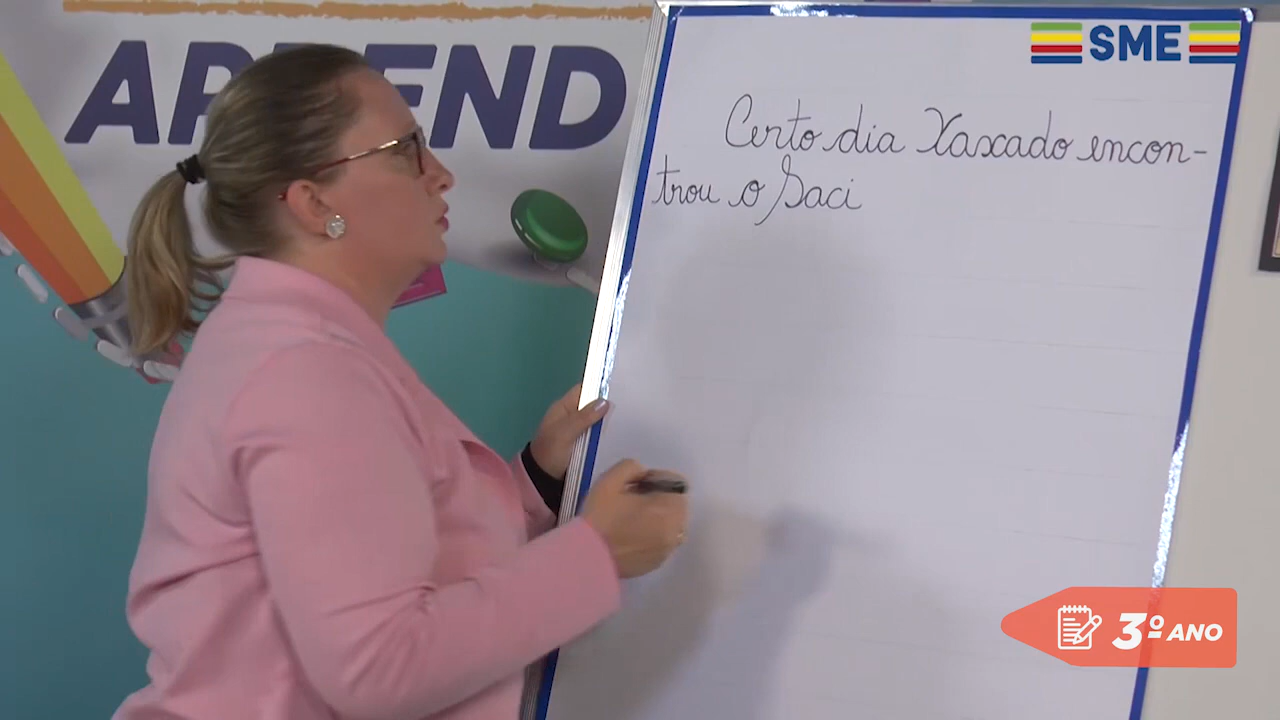 APREND
SME
Certo dia Xaxado encon-
trou o Saci
3º ANO